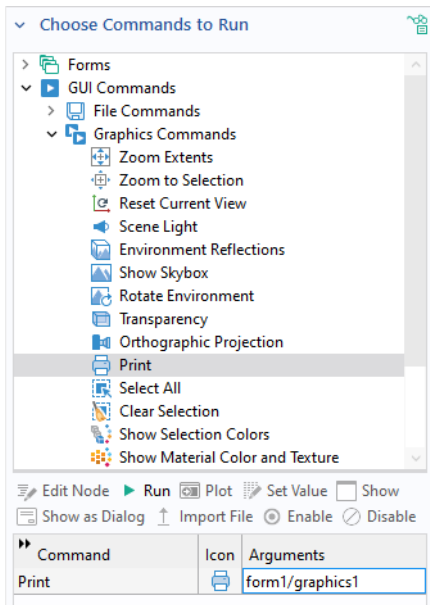 Choose Commands to Run
Forms
GUI Commands
File Commands
Graphics Commands
Zoom Extents
Zoom to Selection
Reset Current View
Scene Light
Environment Reflections
Show Skybox
Rotate Environment
Transparency
Orthographic Projection
Print
Select All
Clear Selection
Show Selection Colors
Show Material Color and Texture
Edit Node Run Plot Set Value Show
Show as Dialog Import File Enable Disable
Command Icon Arguments
Print form1/graphics1